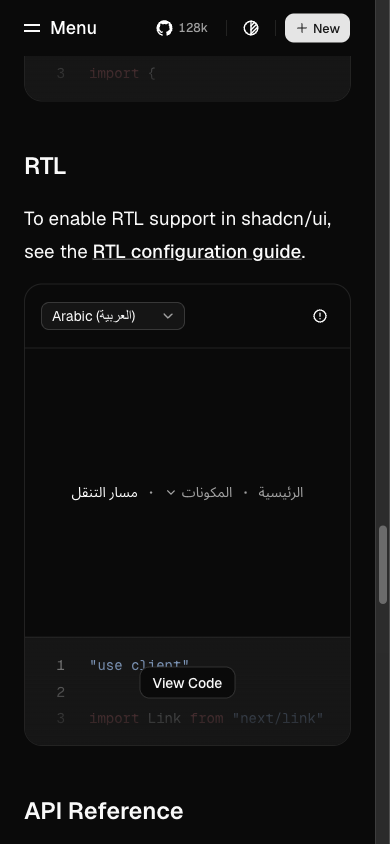 Menu
128k
+ New
3 import {
RTL
To enable RTL support in shadcn/ui,
see the RTL configuration guide.
Arabic (العربية)
الرئيسية • المكونات • مسار التنقل
1 "use client"
View Code
2
3 import Link from "next/link"
API Reference